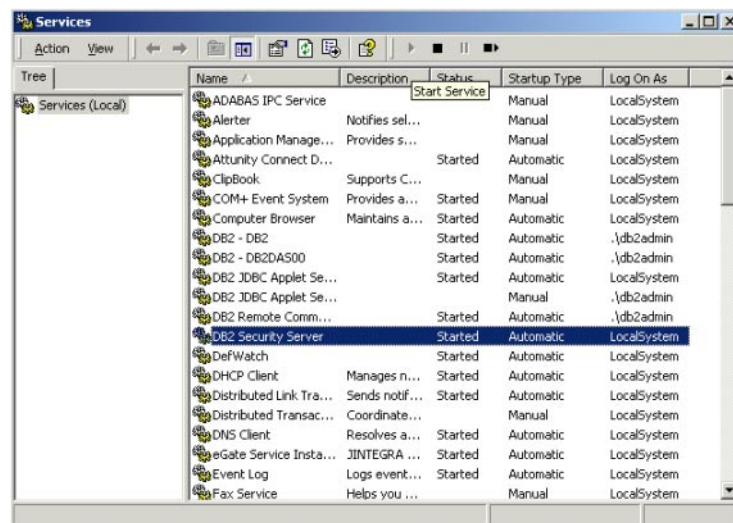 Services
Action View
Tree
Services (Local)
Name Description Status Startup Type Log On As
Start Service
ADABAS IPC Service Manual LocalSystem
Alerter Notifies sel... Manual LocalSystem
Application Manage... Provides s... Manual LocalSystem
Attunity Connect D... Started Automatic LocalSystem
ClipBook Supports C... Manual LocalSystem
COM+ Event System Provides a... Started Manual LocalSystem
Computer Browser Maintains a... Started Automatic LocalSystem
DB2 - DB2 Started Automatic .\db2admin
DB2 - DB2DAS00 Started Automatic .\db2admin
DB2 JDBC Applet Se... Started Automatic LocalSystem
DB2 JDBC Applet Se... Manual .\db2admin
DB2 Remote Comm... Started Automatic .\db2admin
DB2 Security Server Started Automatic LocalSystem
DefWatch Started Automatic LocalSystem
DHCP Client Manages n... Started Automatic LocalSystem
Distributed Link Tra... Sends notif... Started Automatic LocalSystem
Distributed Transac... Coordinate... Manual LocalSystem
DNS Client Resolves a... Started Automatic LocalSystem
eGate Service Insta... JINTEGRA ... Started Automatic LocalSystem
Event Log Logs event... Started Automatic LocalSystem
Fax Service Helps you ... Manual LocalSystem